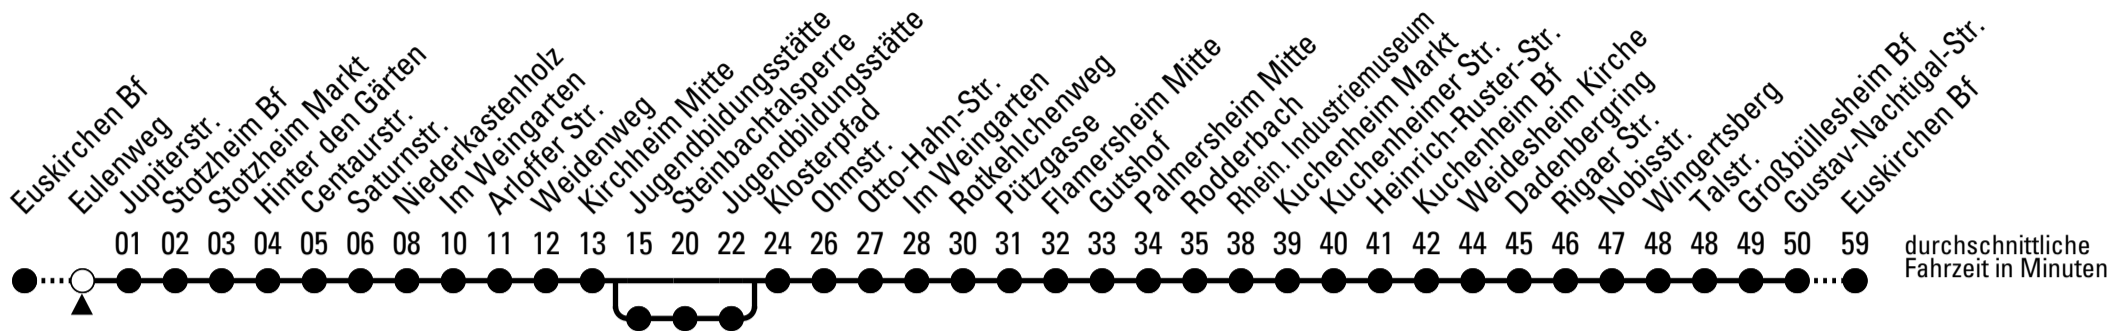 Euskirchen Bf
Eulenweg
Jupiterstr.
Stotzheim Bf
Stotzheim Markt
Hinter den Gärten
Centaurstr.
Saturnstr.
Niederkastenholz
Im Weingarten
Arloffer Str.
Weidenweg
Kirchheim Mitte
Jugendbildungsstätte
Steinbachtalsperre
Jugendbildungsstätte
Klosterpfad
Ohmstr.
Otto-Hahn-Str.
Im Weingarten
Rotkehlchenweg
Pützgasse
Flamersheim Mitte
Gutshof
Palmersheim Mitte
Rodderbach
Rhein. Industriemuseum
Kuchenheim Markt
Kuchenheimer Str.
Heinrich-Ruster-Str.
Kuchenheim Bf
Weidesheim Kirche
Dadenbergring
Rigaer Str.
Nobisstr.
Wingertsberg
Talstr.
Großbüllesheim Bf
Gustav-Nachtigal-Str.
Euskirchen Bf
01 02 03 04 05 06 08 10 11 12 13 15 20 22 24 26 27 28 30 31 32 33 34 35 38 39 40 41 42 44 45 46 47 48 48 49 50 59
durchschnittliche
Fahrzeit in Minuten